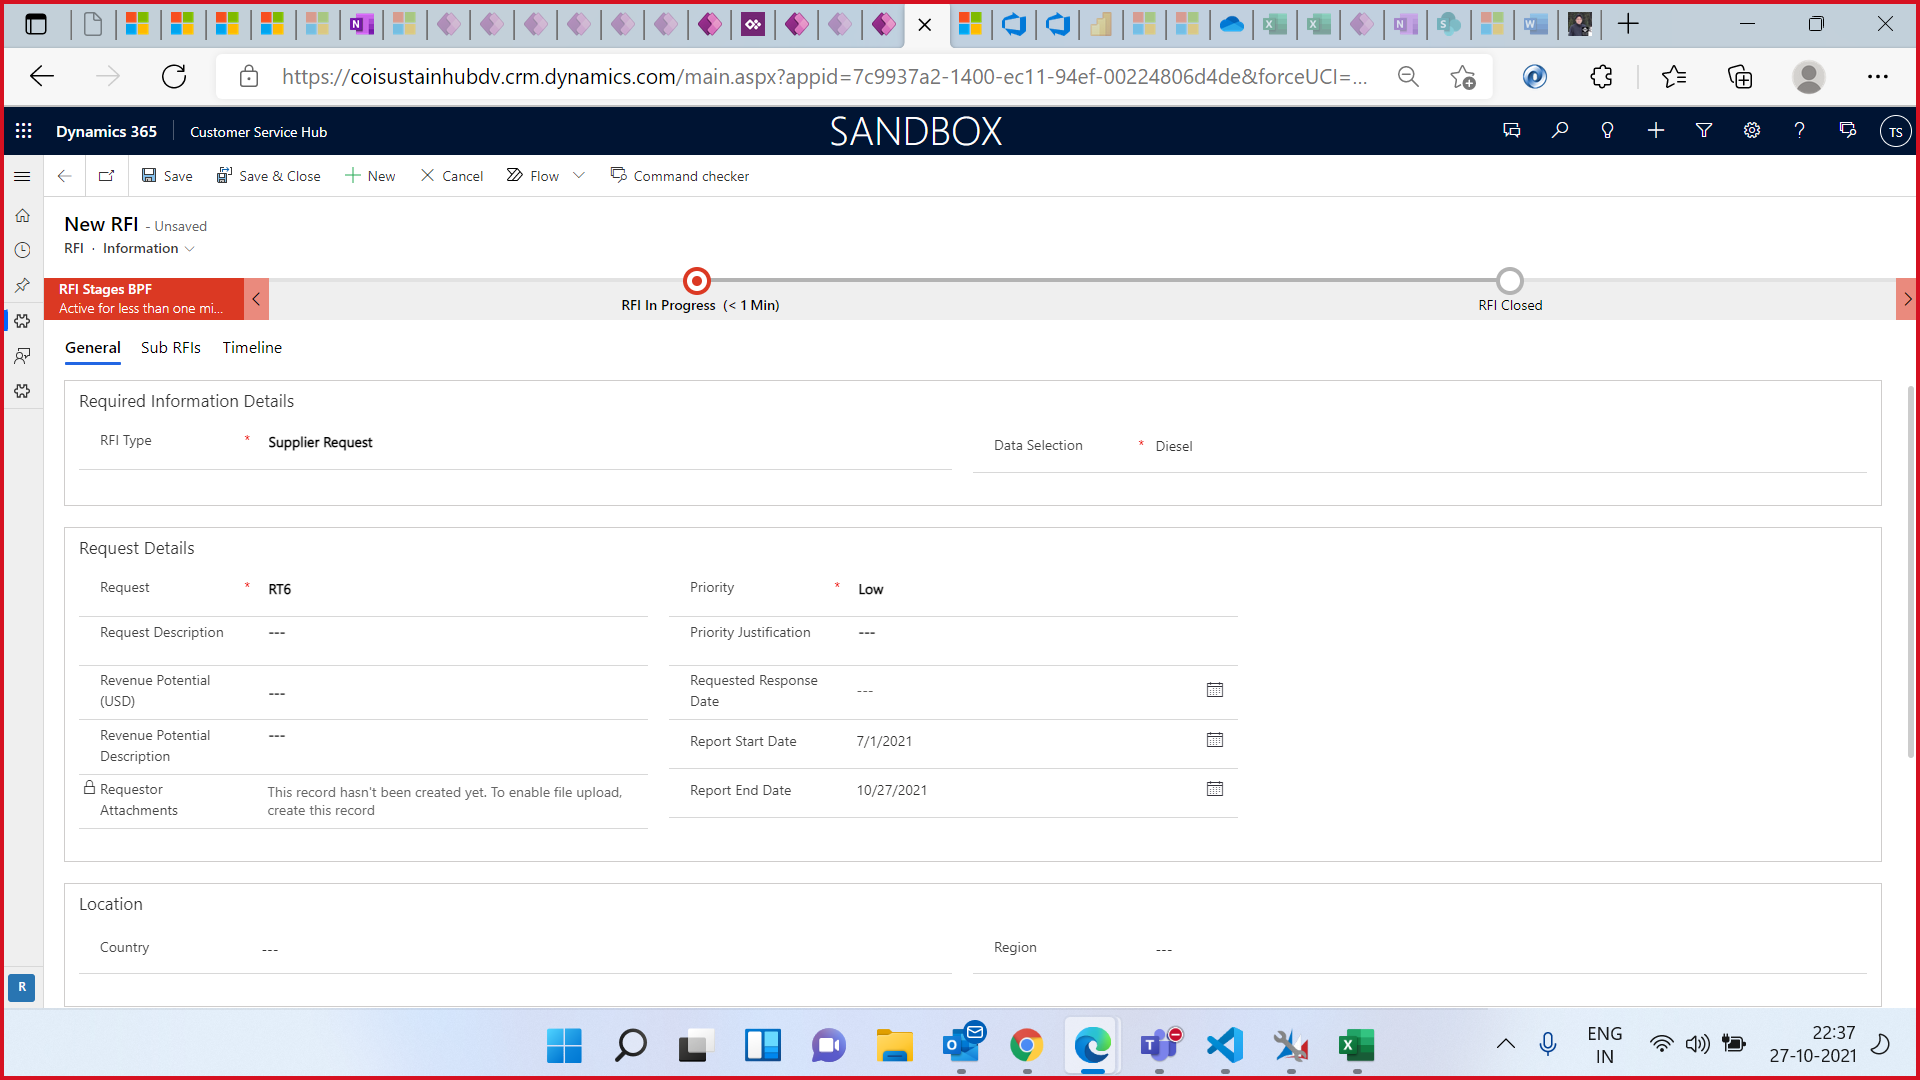 https://coisustainhubdv.crm.dynamics.com/main.aspx?appid=7c9937a2-1400-ec11-94ef-00224806d4de&forceUCI=...
Dynamics 365
Customer Service Hub
SANDBOX
TS
Save
Save & Close
New
Cancel
Flow
Command checker
New RFI - Unsaved
RFI · Information
RFI Stages BPF
Active for less than one mi...
RFI In Progress (< 1 Min)
RFI Closed
General
Sub RFIs
Timeline
Required Information Details
RFI Type * Supplier Request
Data Selection * Diesel
Request Details
Request * RT6
Priority * Low
Request Description ---
Priority Justification ---
Revenue Potential
(USD)
---
Requested Response
Date
---
Revenue Potential
Description
---
Report Start Date 7/1/2021
Requestor
Attachments
This record hasn't been created yet. To enable file upload,
create this record
Report End Date 10/27/2021
Location
Country ---
Region ---
R
ENG
IN
22:37
27-10-2021